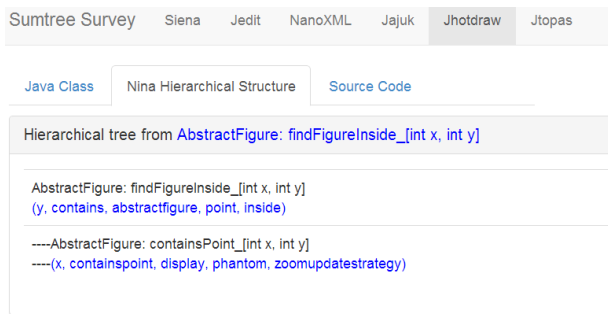 Sumtree Survey Siena Jedit NanoXML Jajuk Jhotdraw Jtopas
Java Class Nina Hierarchical Structure Source Code
Hierarchical tree from AbstractFigure: findFigureInside_[int x, int y]
AbstractFigure: findFigureInside_[int x, int y]
(y, contains, abstractfigure, point, inside)
----AbstractFigure: containsPoint_[int x, int y]
----(x, containspoint, display, phantom, zoomupdatestrategy)